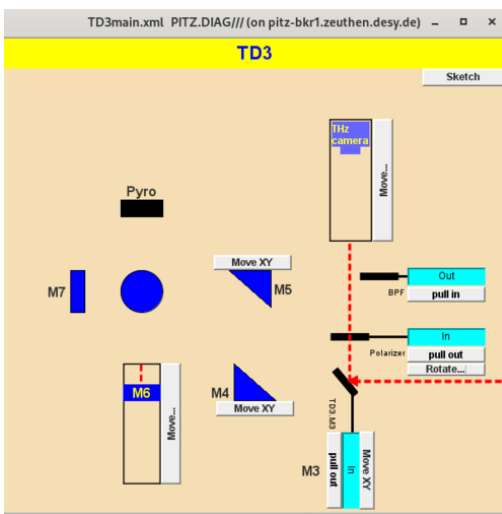 TD3main.xml PITZ.DIAG/// (on pitz-bkr1.zeuthen.desy.de)
TD3
Sketch
THz
camera
Move...
Pyro
Move XY
M7
M5
Out
BPF
pull in
In
Polarizer
pull out
Rotate...
M6
Move...
M4
Move XY
TD3.M3
M3
pull out
In
Move XY